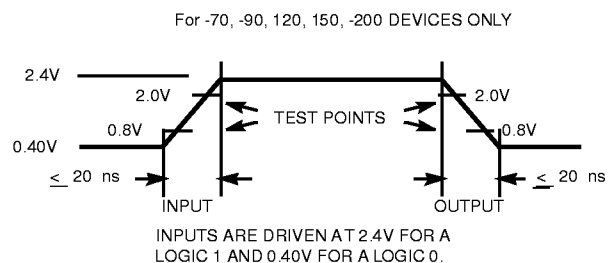 For -70, -90, 120, 150, -200 DEVICES ONLY
2.4V
2.0V
TEST POINTS
2.0V
0.8V
0.8V
0.40V
≤ 20 ns
≤ 20 ns
INPUT
OUTPUT
INPUTS ARE DRIVEN AT 2.4V FOR A
LOGIC 1 AND 0.40V FOR A LOGIC 0.